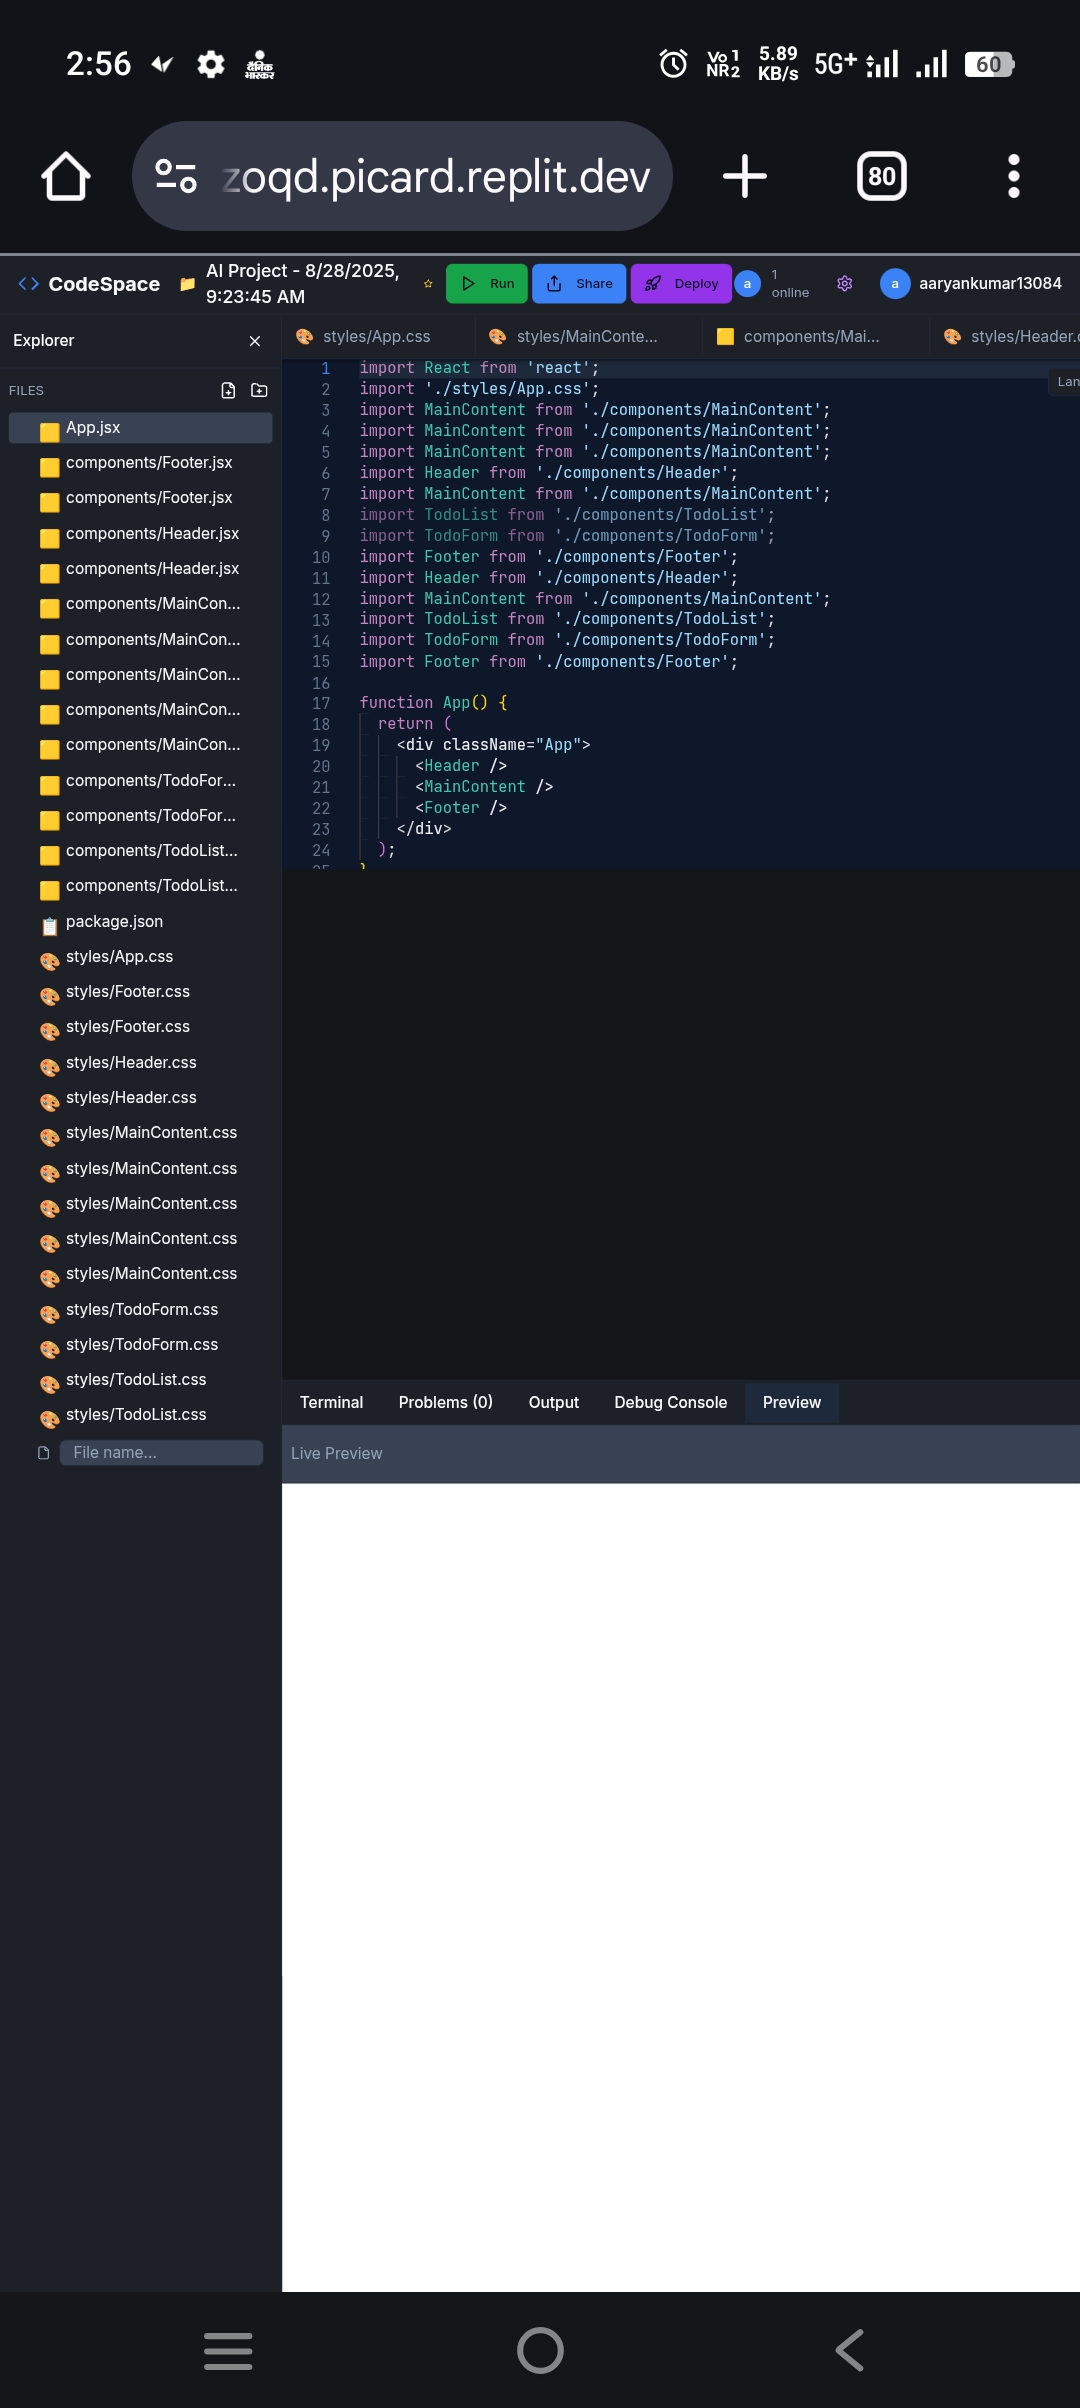 2:56
दैनिक
भास्कर
Vo 1
NR2
5.89
KB/s
5G+
60
zoqd.picard.replit.dev
80
CodeSpace
AI Project - 8/28/2025,
9:23:45 AM
Run
Share
Deploy
a
1
online
a
aaryankumar13084
Explorer
styles/App.css
styles/MainConte...
components/Mai...
styles/Header.c
FILES
Lan
App.jsx
components/Footer.jsx
components/Footer.jsx
components/Header.jsx
components/Header.jsx
components/MainCon...
components/MainCon...
components/MainCon...
components/MainCon...
components/MainCon...
components/TodoFor...
components/TodoFor...
components/TodoList...
components/TodoList...
package.json
styles/App.css
styles/Footer.css
styles/Footer.css
styles/Header.css
styles/Header.css
styles/MainContent.css
styles/MainContent.css
styles/MainContent.css
styles/MainContent.css
styles/MainContent.css
styles/TodoForm.css
styles/TodoForm.css
styles/TodoList.css
styles/TodoList.css
File name...
1 import React from 'react';
2 import './styles/App.css';
3 import MainContent from './components/MainContent';
4 import MainContent from './components/MainContent';
5 import MainContent from './components/MainContent';
6 import Header from './components/Header';
7 import MainContent from './components/MainContent';
8 import TodoList from './components/TodoList';
9 import TodoForm from './components/TodoForm';
10 import Footer from './components/Footer';
11 import Header from './components/Header';
12 import MainContent from './components/MainContent';
13 import TodoList from './components/TodoList';
14 import TodoForm from './components/TodoForm';
15 import Footer from './components/Footer';
16
17 function App() {
18 return (
19 <div className="App">
20 <Header />
21 <MainContent />
22 <Footer />
23 </div>
24 );
25 }
Terminal
Problems (0)
Output
Debug Console
Preview
Live Preview